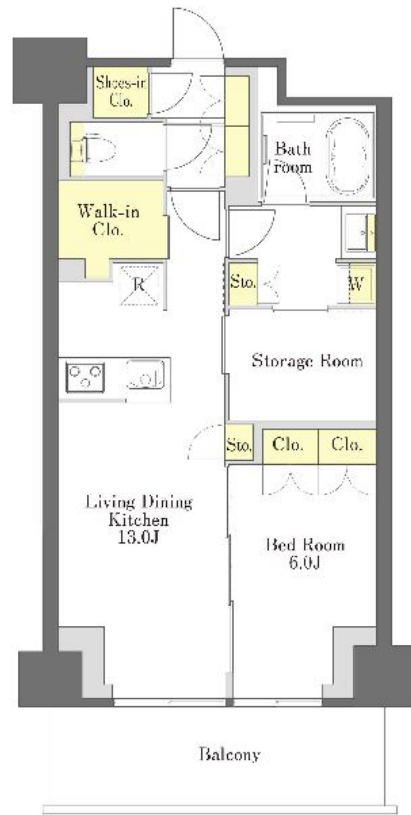 Shoes-in
Clo.
Bath
room
Walk-in
Clo.
R
Sto.
W
Storage Room
Sto.
Clo.
Clo.
Living Dining
Kitchen
13.0J
Bed Room
6.0J
Balcony